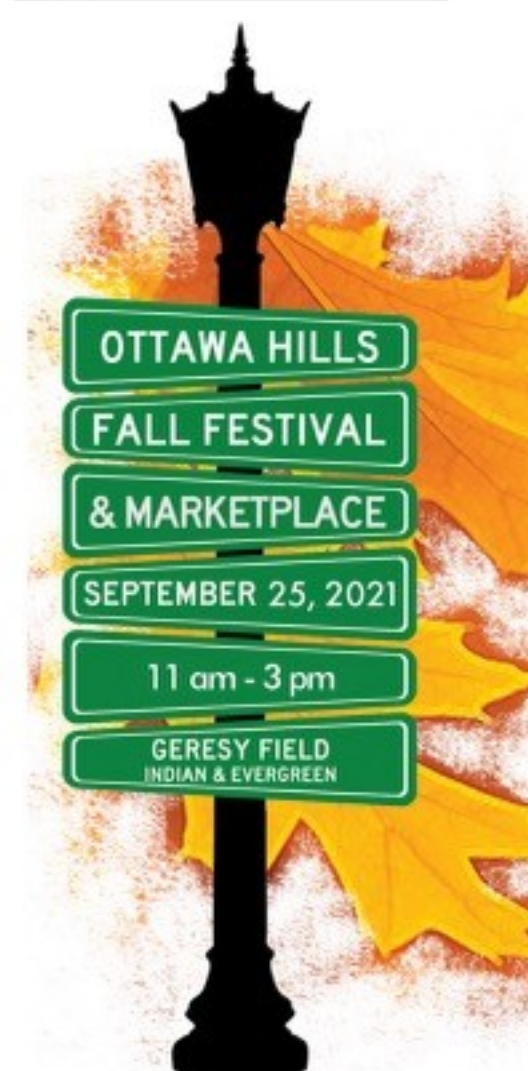 OTTAWA HILLS
FALL FESTIVAL
& MARKETPLACE
SEPTEMBER 25, 2021
11 am - 3 pm
GERESY FIELD
INDIAN & EVERGREEN